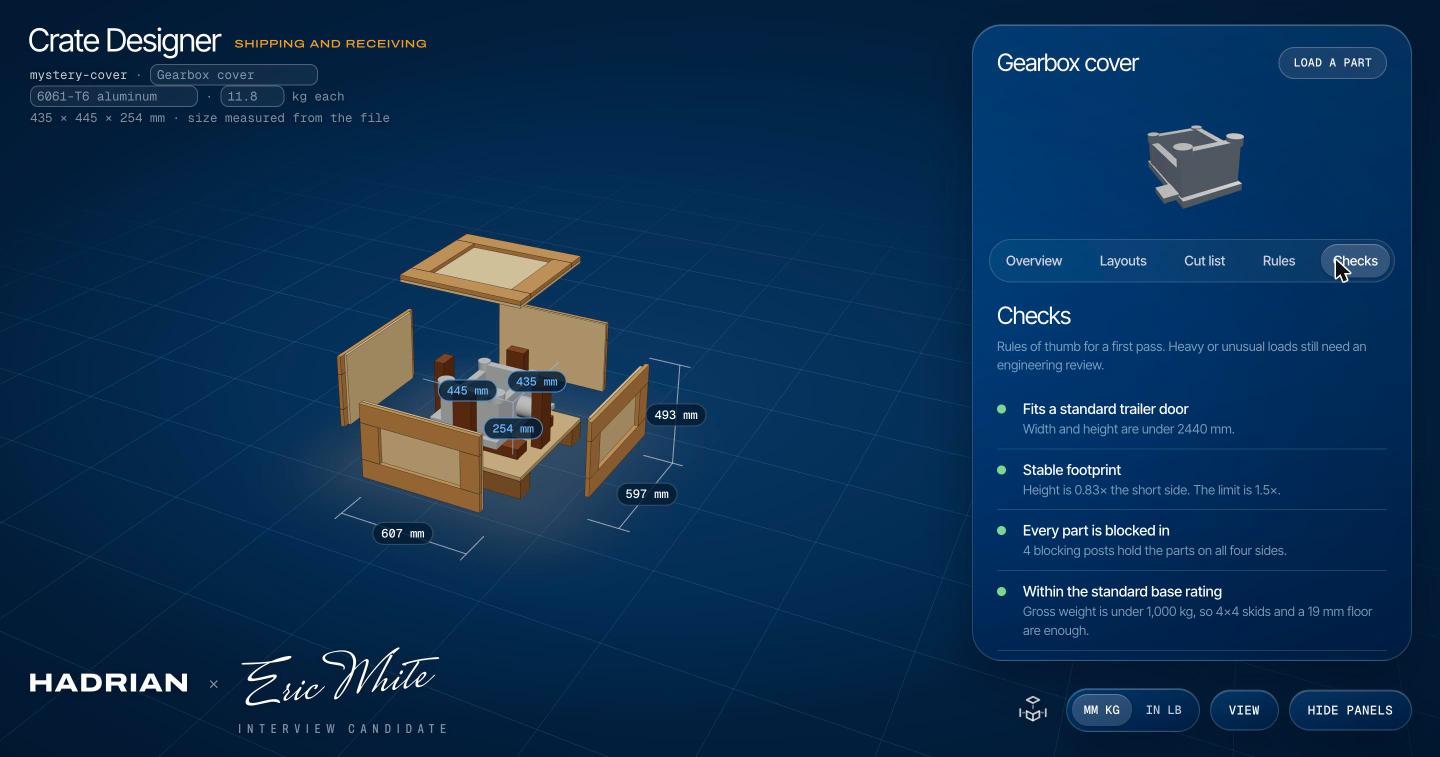 Crate Designer SHIPPING AND RECEIVING
mystery-cover · Gearbox cover
6061-T6 aluminum · 11.8 kg each
435 × 445 × 254 mm · size measured from the file
Gearbox cover
LOAD A PART
Overview Layouts Cut list Rules Checks
Checks
Rules of thumb for a first pass. Heavy or unusual loads still need an
engineering review.
Fits a standard trailer door
Width and height are under 2440 mm.
Stable footprint
Height is 0.83× the short side. The limit is 1.5×.
Every part is blocked in
4 blocking posts hold the parts on all four sides.
Within the standard base rating
Gross weight is under 1,000 kg, so 4×4 skids and a 19 mm floor
are enough.
445 mm
435 mm
254 mm
493 mm
597 mm
607 mm
HADRIAN × Eric White
INTERVIEW CANDIDATE
MM KG IN LB VIEW HIDE PANELS